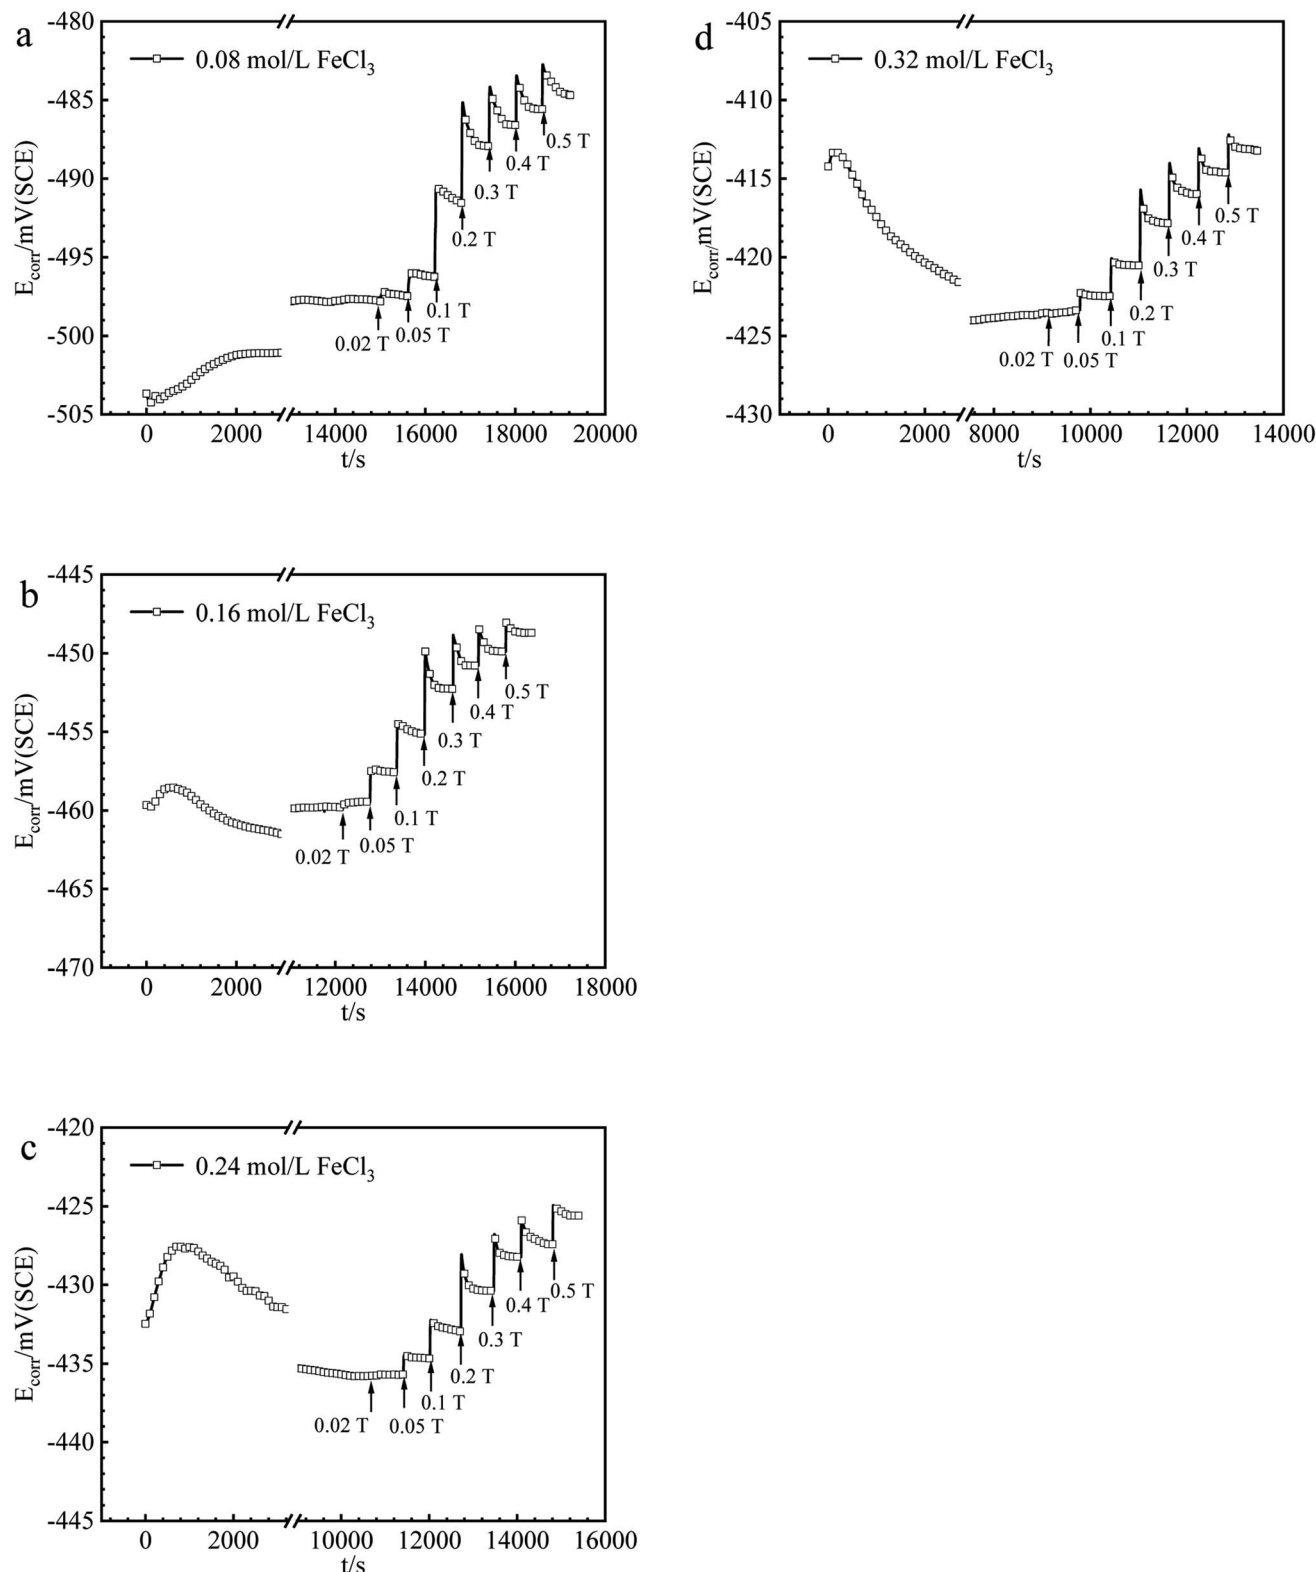 a
0.08 mol/L FeCl3
Ecorr/mV(SCE)
-480
-485
-490
-495
-500
-505
0.02 T
0.05 T
0.1 T
0.2 T
0.3 T
0.4 T
0.5 T
0 2000 14000 16000 18000 20000
t/s
d
0.32 mol/L FeCl3
Ecorr/mV(SCE)
-405
-410
-415
-420
-425
-430
0.02 T
0.05 T
0.1 T
0.2 T
0.3 T
0.4 T
0.5 T
0 2000 8000 10000 12000 14000
t/s
b
0.16 mol/L FeCl3
Ecorr/mV(SCE)
-445
-450
-455
-460
-465
-470
0.02 T
0.05 T
0.1 T
0.2 T
0.3 T
0.4 T
0.5 T
0 2000 12000 14000 16000 18000
t/s
c
0.24 mol/L FeCl3
Ecorr/mV(SCE)
-420
-425
-430
-435
-440
-445
0.02 T
0.05 T
0.1 T
0.2 T
0.3 T
0.4 T
0.5 T
0 2000 10000 12000 14000 16000
t/s